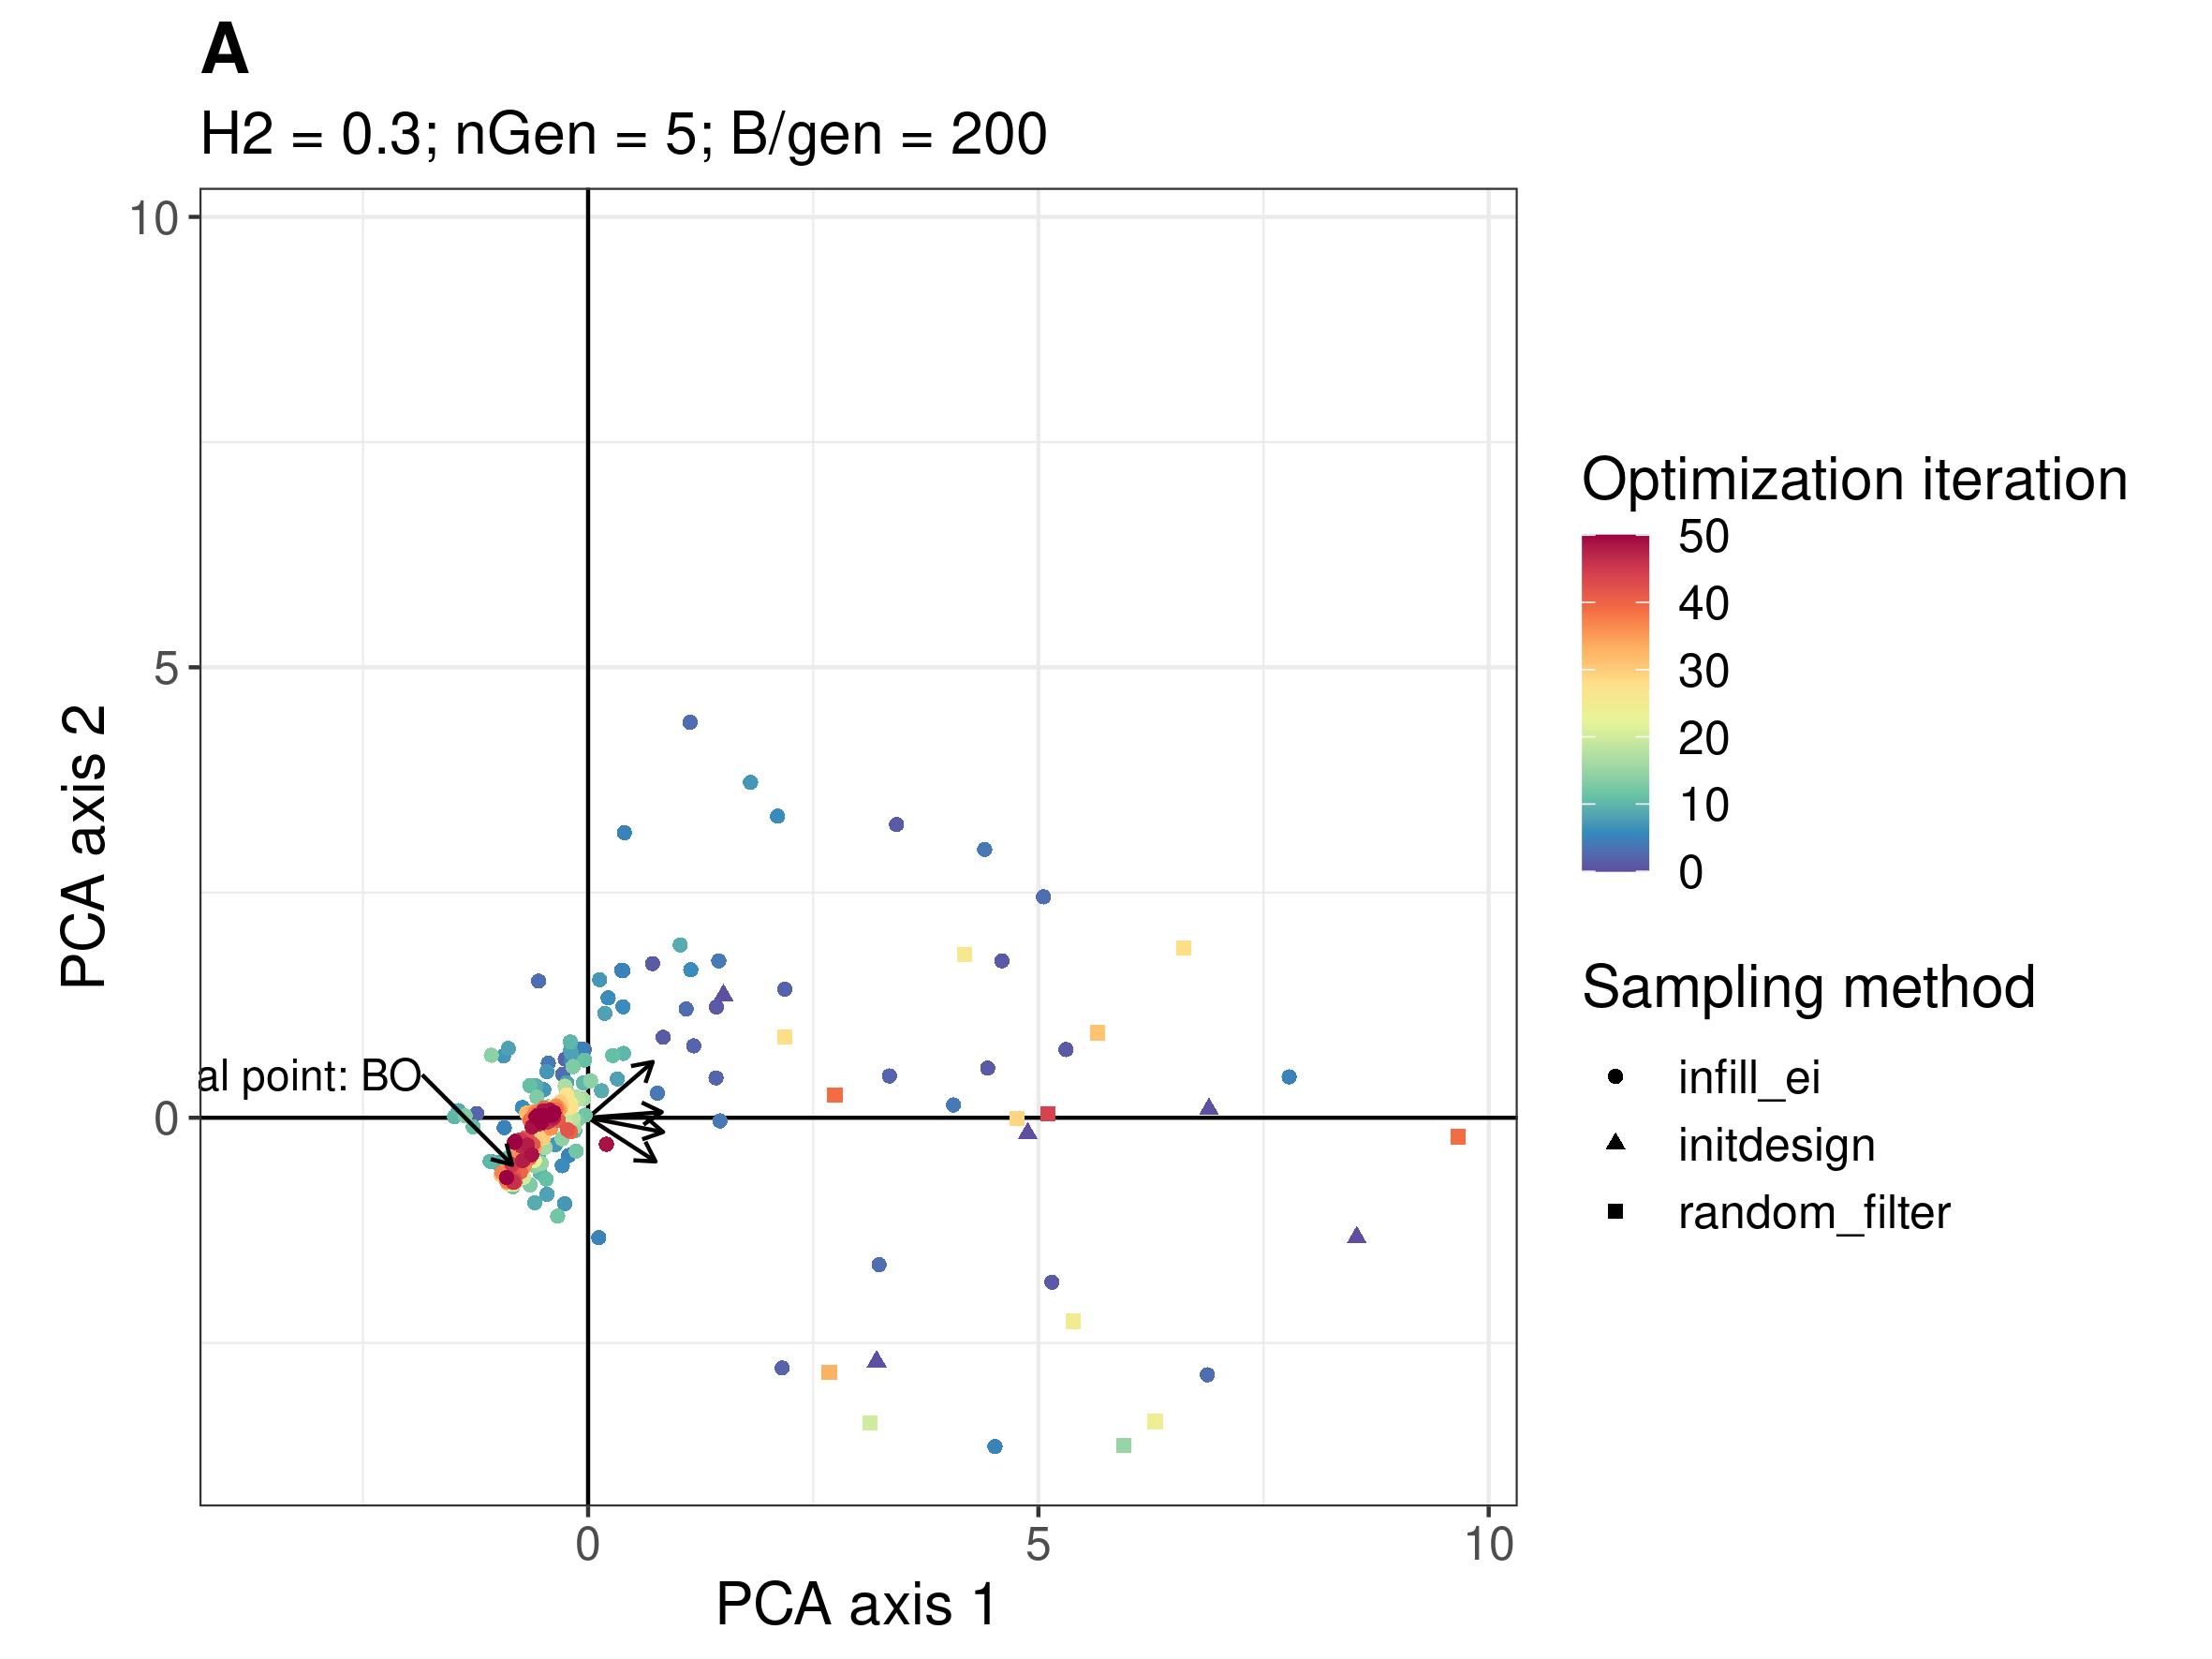 A
H2 = 0.3; nGen = 5; B/gen = 200
10
5
0
PCA axis 2
al point: BO
0
5
10
PCA axis 1
Optimization iteration
50
40
30
20
10
0
Sampling method
infill_ei
initdesign
random_filter